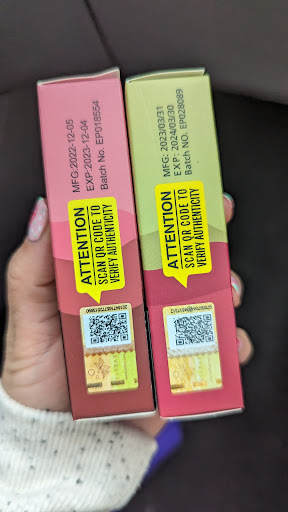 MFG:2022-12-05
EXP:2023-12-04
Batch No. EP018554
ATTENTION
SCAN QR CODE TO
VERIFY AUTHENTICITY
MFG: 2023/03/31
EXP: 2024/03/30
Batch NO. EP028089
ATTENTION
SCAN QR CODE TO
VERIFY AUTHENTICITY